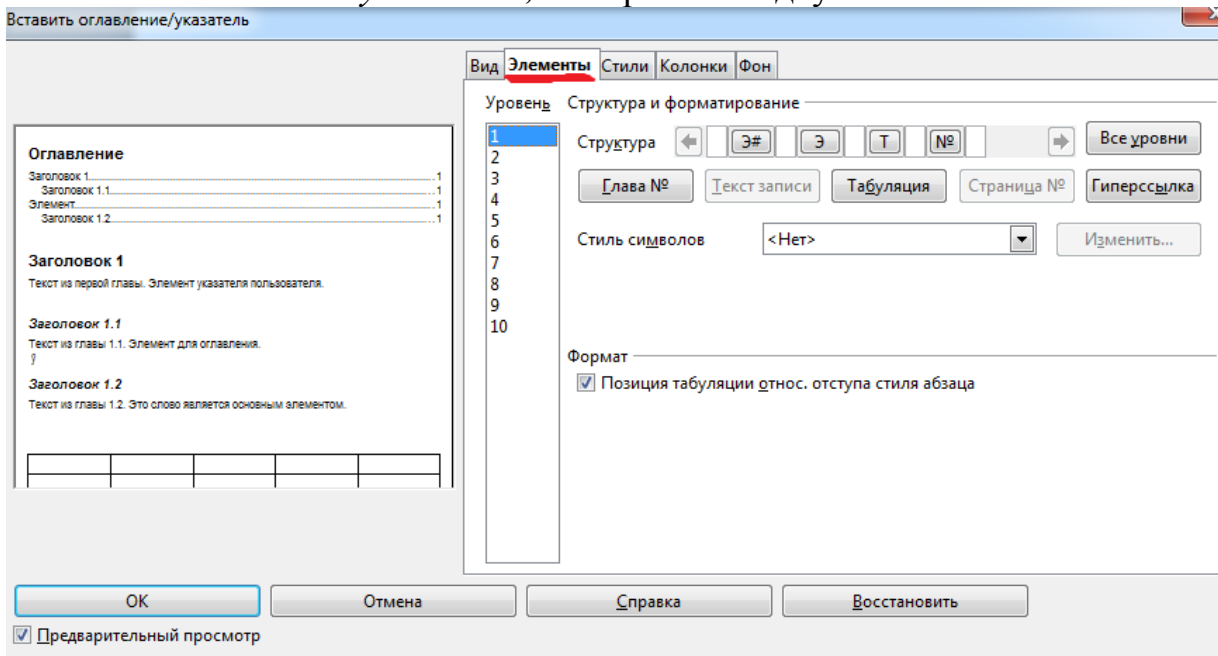 Вставить оглавление/указатель
Вид Элементы Стили Колонки Фон
Оглавление
Заголовок 1 1
Заголовок 1.1 1
Элемент 1
Заголовок 1.2 1
Заголовок 1
Текст из первой главы. Элемент указателя пользователя.
Заголовок 1.1
Текст из главы 1.1. Элемент для оглавления.
Заголовок 1.2
Текст из главы 1.2. Это слово является основным элементом.
Уровень
1
2
3
4
5
6
7
8
9
10
Структура и форматирование
Структура Э# Э Т № Все уровни
Глава № Текст записи Табуляция Страница № Гиперссылка
Стиль символов <Нет> Изменить...
Формат
Позиция табуляции относ. отступа стиля абзаца
OK Отмена Справка Восстановить
Предварительный просмотр